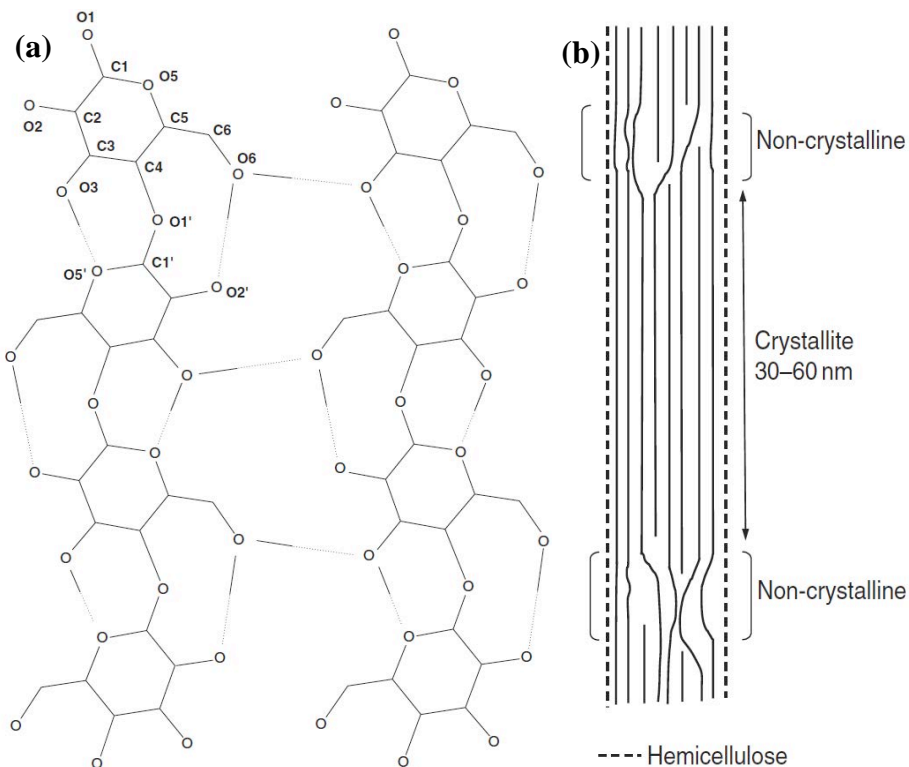 O1
O O
(a) (b)
C1
O O5 O
O O
C2 C5
O2 C6
Non-crystalline
C3
O6
C4
O O
O O3 O
O O1' O
C1'
O5' O O
O O2' O
Crystallite
30–60 nm
O O
O O
O O
O O
O O
O O
O O
O O
Non-crystalline
O O
O O
O O
O O
O O
Hemicellulose